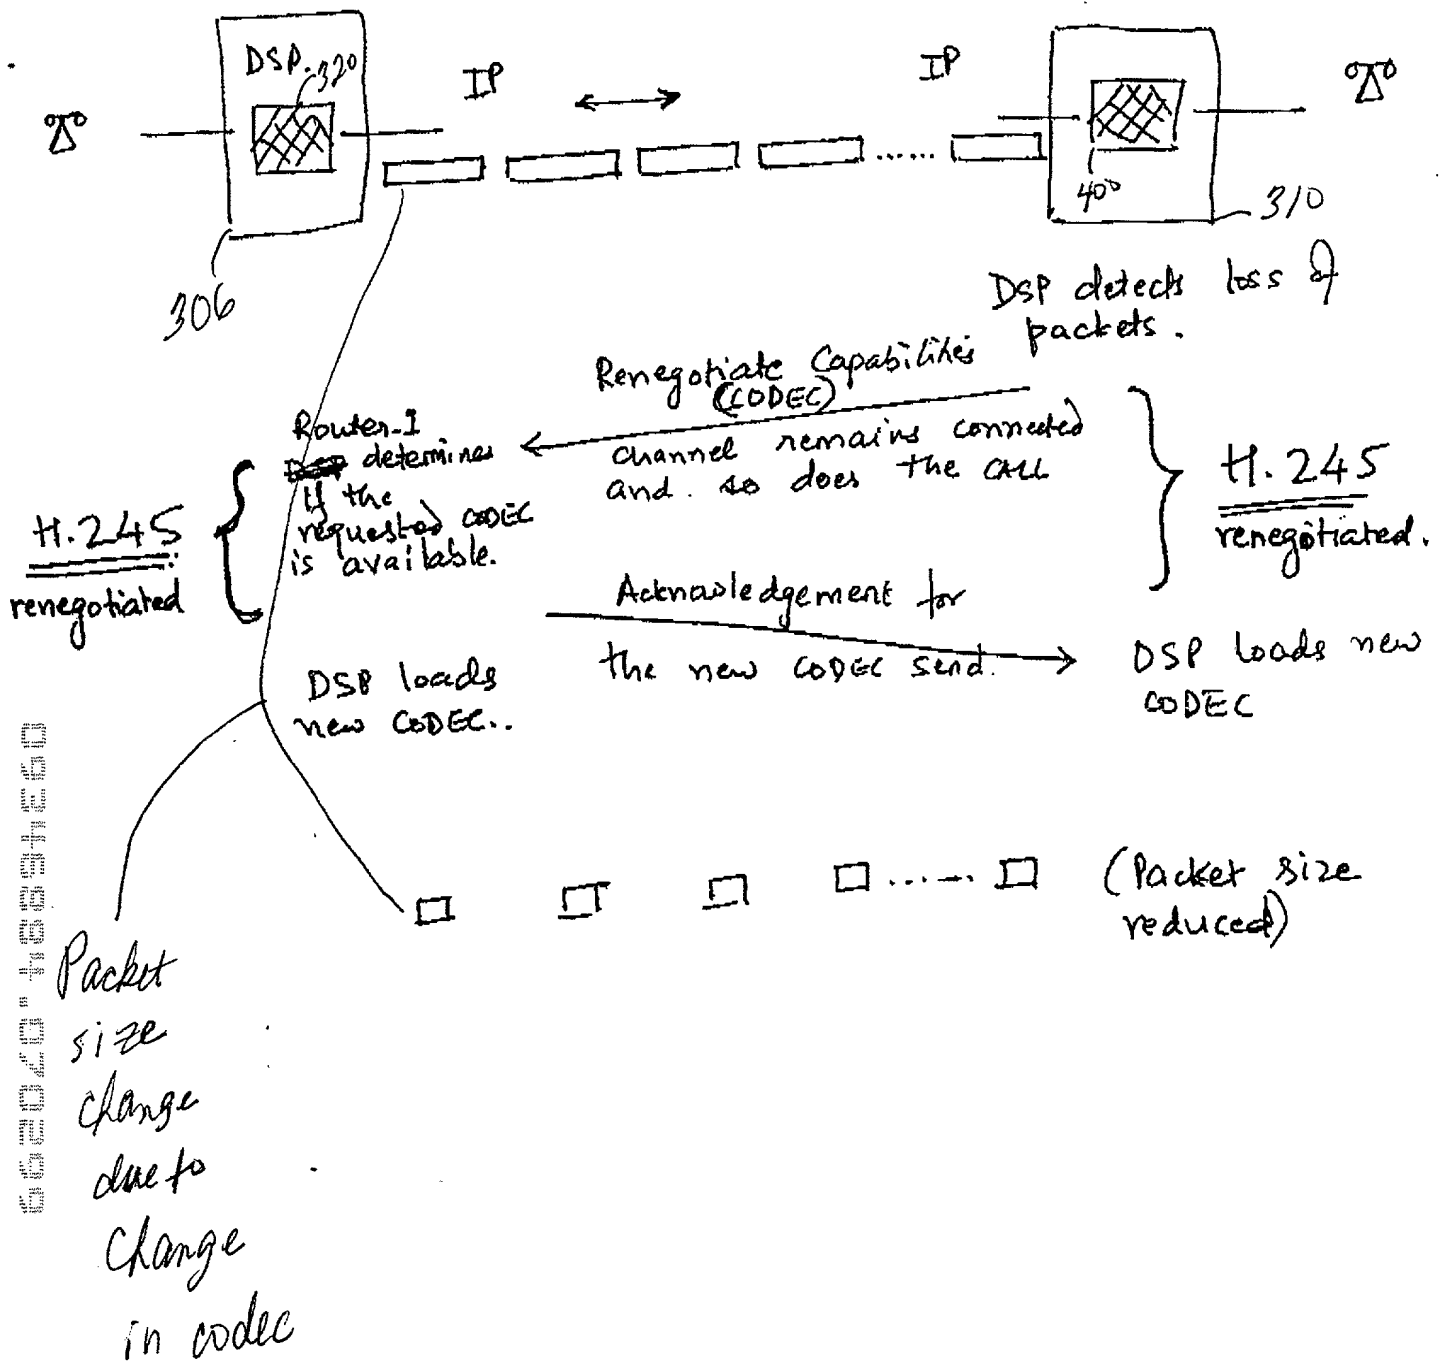 DSP.
320
IP
IP
400
310
306
DSP detects loss of
packets.
Renegotiate Capabilities
(CODEC)
channel remains connected
and. so does the CALL
Router-I
determines
if the
requested CODEC
is available.
H.245
renegotiated
H.245
renegotiated.
Acknowledgement for
the new CODEC send.
DSP loads
new CODEC..
DSP loads new
CODEC
(Packet size
reduced)
Packet
size
change
due to
Change
in codec